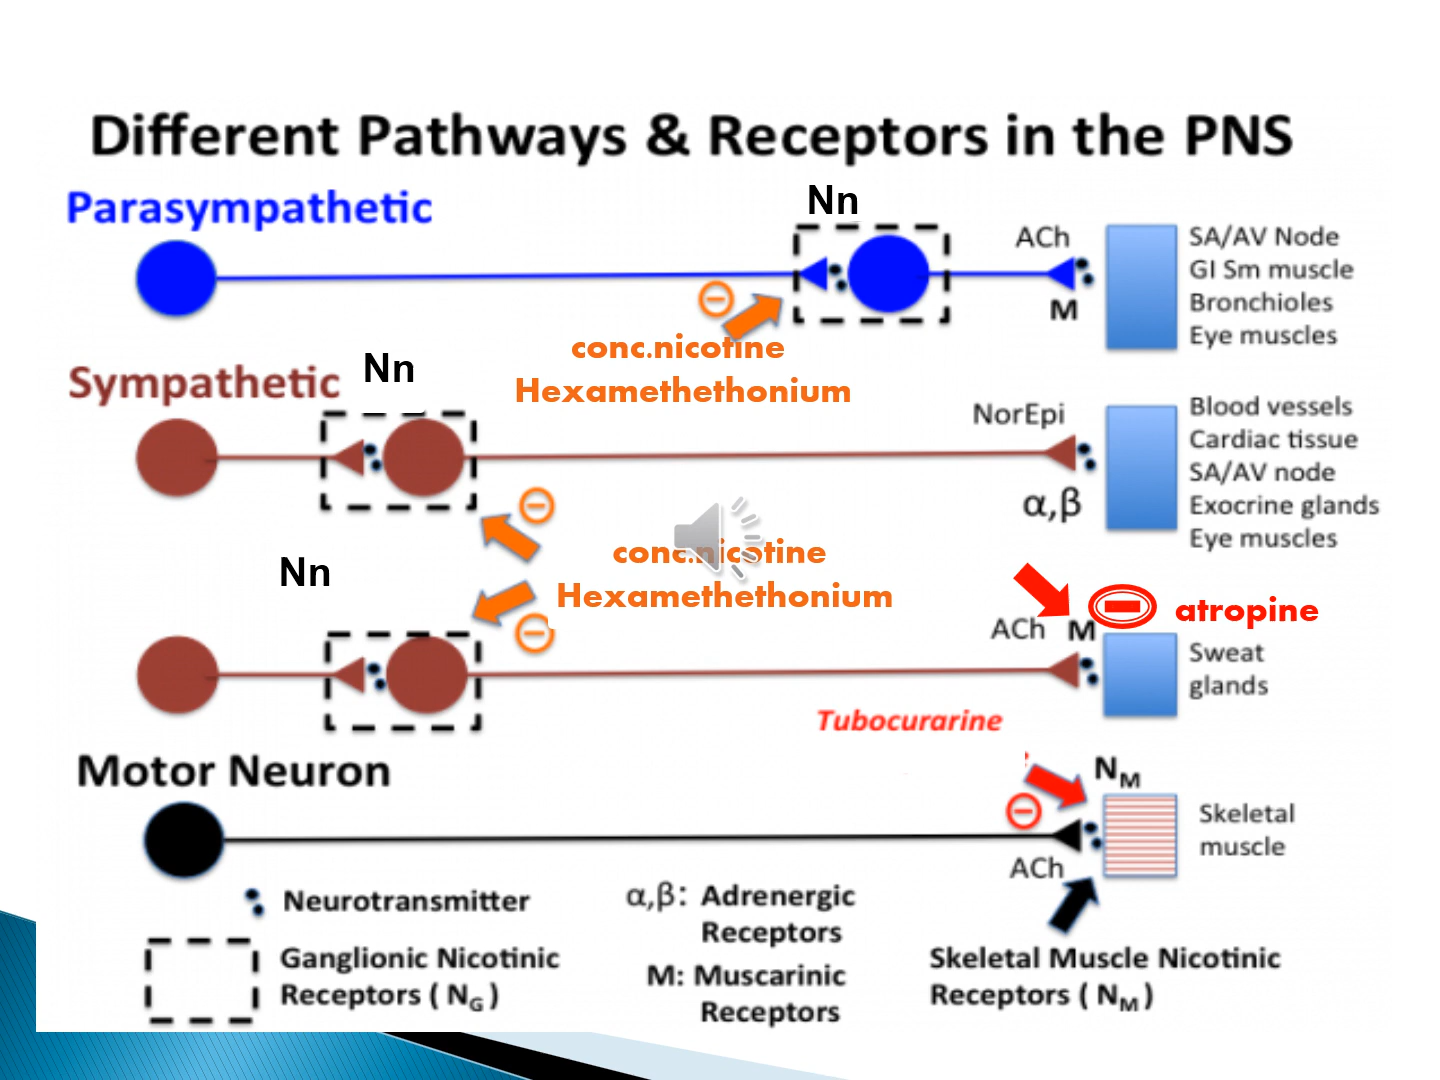 Different Pathways & Receptors in the PNS
Parasympathetic
Nn
ACh
M
SA/AV Node
GI Sm muscle
Bronchioles
Eye muscles
conc.nicotine
Hexamethethonium
Sympathetic
Nn
NorEpi
α,β
Blood vessels
Cardiac tissue
SA/AV node
Exocrine glands
Eye muscles
conc.nicotine
Hexamethethonium
Nn
ACh M
atropine
Sweat
glands
Tubocurarine
Motor Neuron
NM
ACh
Skeletal
muscle
Neurotransmitter
Ganglionic Nicotinic
Receptors ( NG )
α,β: Adrenergic
Receptors
M: Muscarinic
Receptors
Skeletal Muscle Nicotinic
Receptors ( NM )